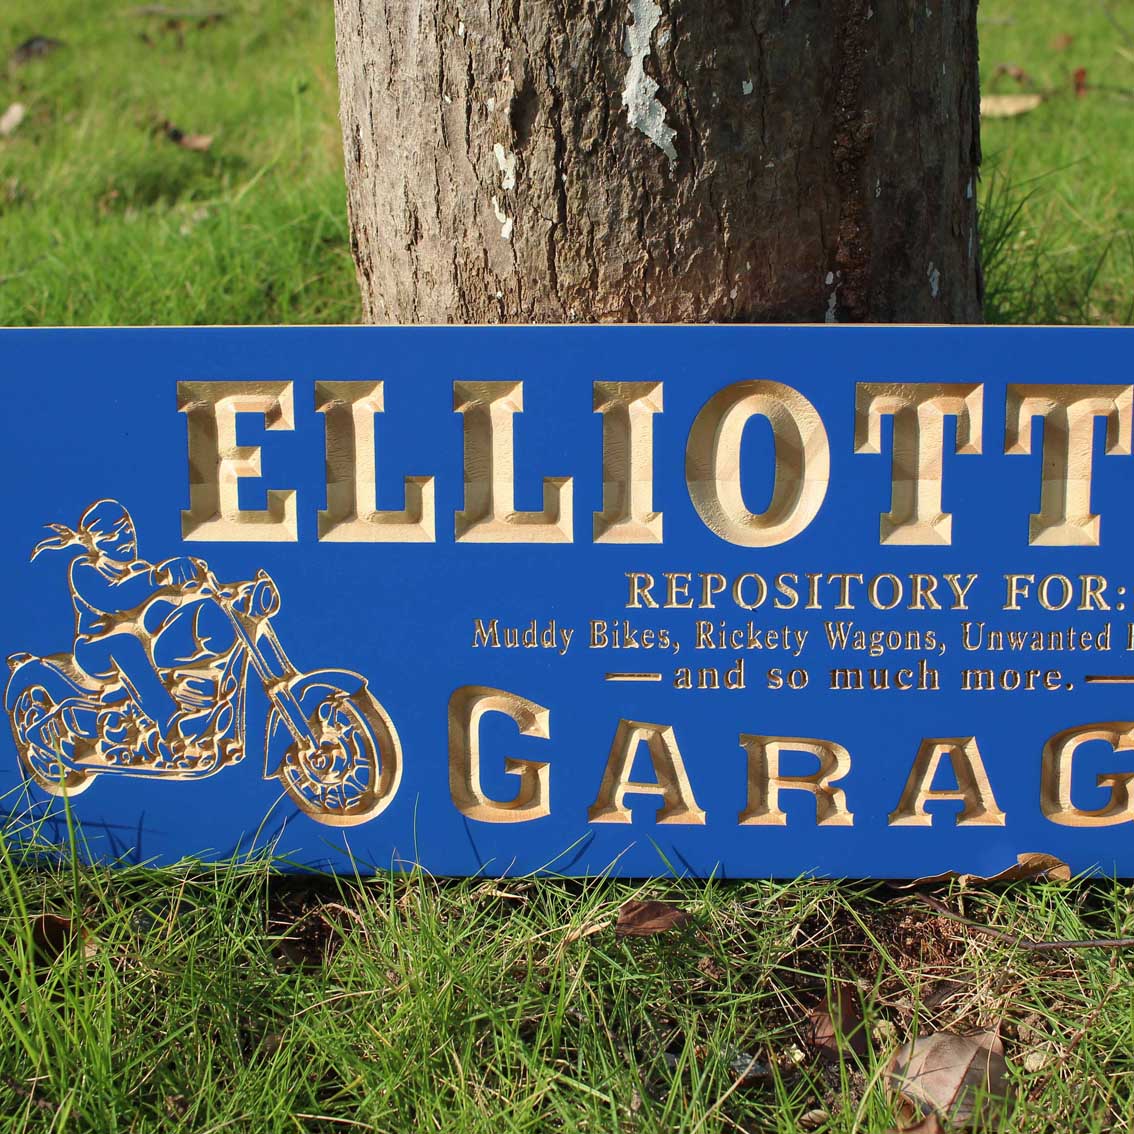 ELLIOTT
REPOSITORY FOR:
Muddy Bikes, Rickety Wagons, Unwanted
— and so much more. —
GARAG